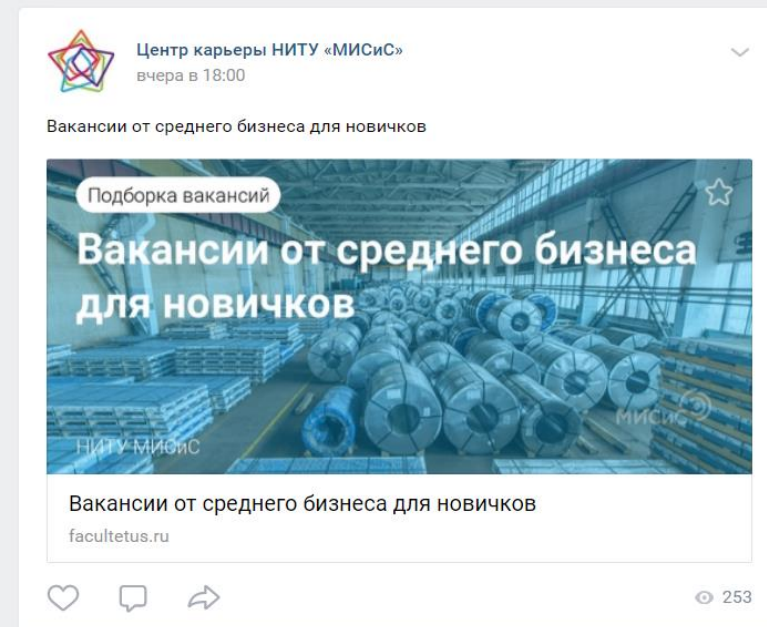 Центр карьеры НИТУ «МИСиС»
вчера в 18:00
Вакансии от среднего бизнеса для новичков
Подборка вакансий
Вакансии от среднего бизнеса
для новичков
МИСиС
НИТУ МИСиС
Вакансии от среднего бизнеса для новичков
facultetus.ru
253